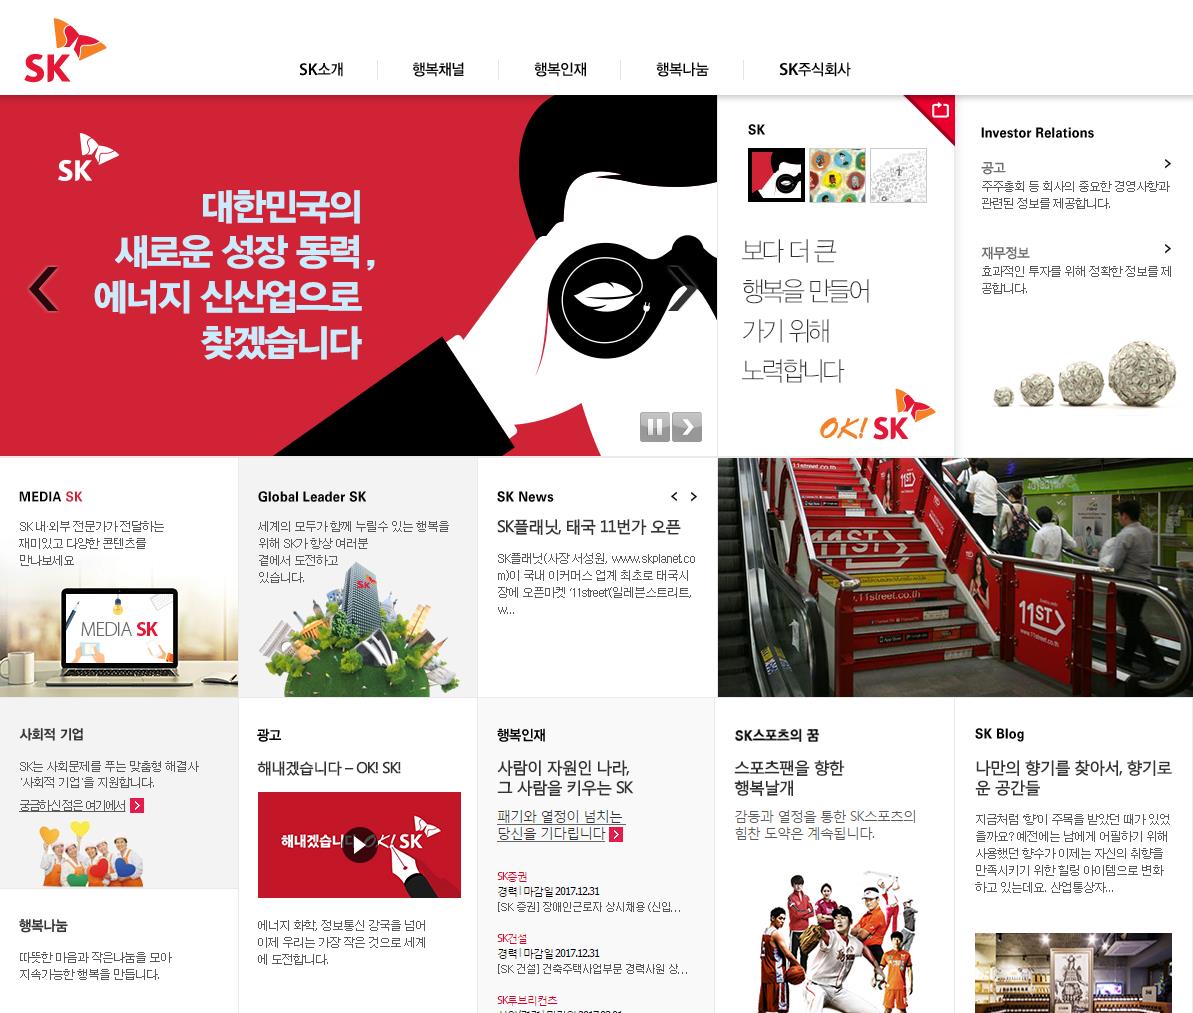 SK
SK소개
행복채널
행복인재
행복나눔
SK주식회사
SK
대한민국의
새로운 성장 동력,
에너지 신산업으로
찾겠습니다
SK
보다 더 큰
행복을 만들어
가기 위해
노력합니다
OK! SK
Investor Relations
공고
주주총회 등 회사의 중요한 경영사항과
관련된 정보를 제공합니다.
재무정보
효과적인 투자를 위해 정확한 정보를 제
공합니다.
MEDIA SK
SK 내·외부 전문가가 전달하는
재미있고 다양한 콘텐츠를
만나보세요
MEDIA SK
Global Leader SK
세계의 모두가 함께 누릴수 있는 행복을
위해 SK가 항상 여러분
곁에서 도전하고
있습니다.
SK
SK News
SK플래닛, 태국 11번가 오픈
SK플래닛(사장 서성원, www.skplanet.co
m)이 국내 이커머스 업계 최초로 태국시
장에 오픈마켓 '11street(일레븐스트리트,
w...
11street.co.th
11ST
11street.co.th
11ST
www.11street.co.th
사회적 기업
SK는 사회문제를 푸는 맞춤형 해결사
'사회적 기업'을 지원합니다.
궁금하신 점은 여기에서
행복나눔
따뜻한 마음과 작은나눔을 모아
지속가능한 행복을 만듭니다.
광고
해내겠습니다 – OK! SK!
해내겠습니다 OK! SK
에너지 화학, 정보통신 강국을 넘어
이제 우리는 가장 작은 것으로 세계
에 도전합니다.
행복인재
사람이 자원인 나라,
그 사람을 키우는 SK
패기와 열정이 넘치는
당신을 기다립니다
SK증권
경력 | 마감일 2017.12.31
[SK 증권] 장애인근로자 상시채용 (신입...
SK건설
경력 | 마감일 2017.12.31
[SK 건설] 건축주택사업부문 경력사원 상...
SK루브리컨츠
SK스포츠의 꿈
스포츠팬을 향한
행복날개
감동과 열정을 통한 SK스포츠의
힘찬 도약은 계속됩니다.
SK Blog
나만의 향기를 찾아서, 향기로
운 공간들
지금처럼 '향'이 주목을 받았던 때가 있었
을까요? 예전에는 남에게 어필하기 위해
사용했던 향수가 이제는 자신의 취향을
만족시키기 위한 힐링 아이템으로 변화
하고 있는데요. 산업통상자...